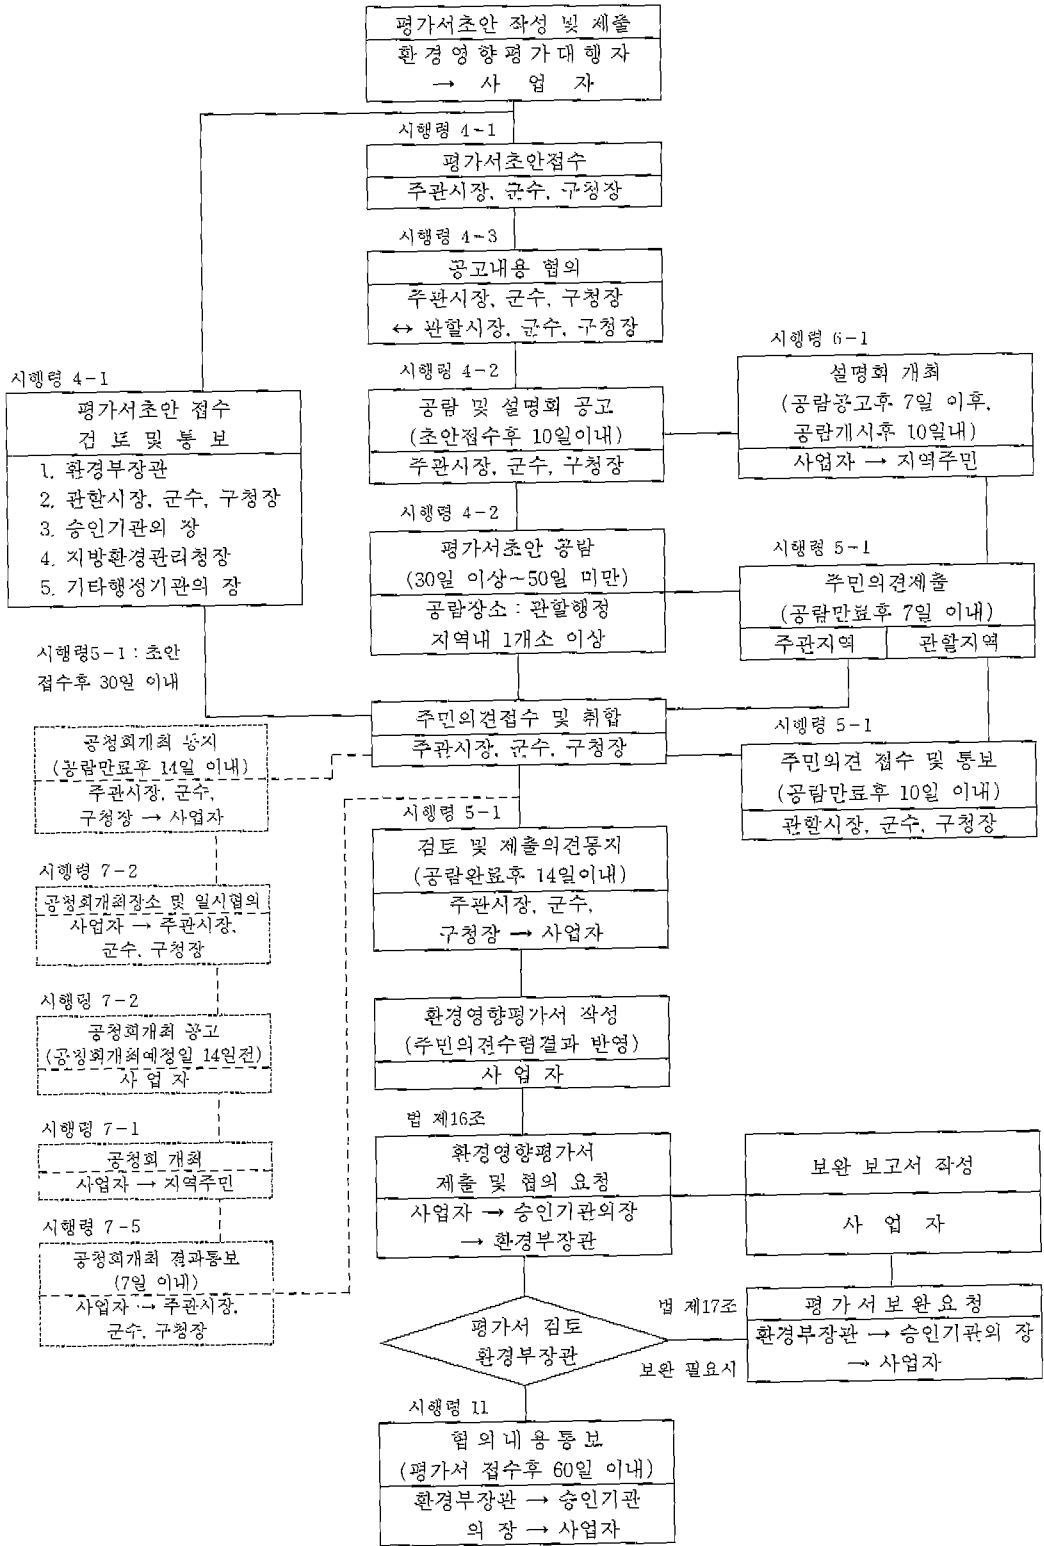 평가서초안 작성 및 제출
환경영향평가대행자
→ 사 업 자
시행령 4-1
평가서초안접수
주관시장, 군수, 구청장
시행령 4-3
공고내용 협의
주관시장, 군수, 구청장
↔ 관할시장, 군수, 구청장
시행령 4-2
공람 및 설명회 공고
(초안접수후 10일이내)
주관시장, 군수, 구청장
시행령 6-1
설명회 개최
(공람공고후 7일 이후,
공람게시후 10일내)
사업자 → 지역주민
시행령 4-1
평가서초안 접수
검 토 및 통 보
1. 환경부장관
2. 관할시장, 군수, 구청장
3. 승인기관의 장
4. 지방환경관리청장
5. 기타행정기관의 장
시행령5-1 : 초안
접수후 30일 이내
시행령 4-2
평가서초안 공람
(30일 이상~50일 미만)
공람장소 : 관할행정
지역내 1개소 이상
시행령 5-1
주민의견제출
(공람만료후 7일 이내)
주관지역
관할지역
주민의견접수 및 취합
주관시장, 군수, 구청장
시행령 5-1
주민의견 접수 및 통보
(공람만료후 10일 이내)
관할시장, 군수, 구청장
공청회개최 통지
(공람만료후 14일 이내)
주관시장, 군수,
구청장 → 사업자
시행령 7-2
공청회개최장소 및 일시협의
사업자 → 주관시장,
군수, 구청장
시행령 7-2
공청회개최 공고
(공청회개최예정일 14일전)
사 업 자
시행령 7-1
공청회 개최
사업자 → 지역주민
시행령 7-5
공청회개최 결과통보
(7일 이내)
사업자 → 주관시장,
군수, 구청장
시행령 5-1
검토 및 제출의견통지
(공람완료후 14일이내)
주관시장, 군수,
구청장 → 사업자
환경영향평가서 작성
(주민의견수렴결과 반영)
사 업 자
법 제16조
환경영향평가서
제출 및 협의 요청
사업자 → 승인기관의장
→ 환경부장관
보완 보고서 작성
사 업 자
평가서 검토
환경부장관
법 제17조
보완 필요시
평가서보완요청
환경부장관 → 승인기관의 장
→ 사업자
시행령 11
협의내용통보
(평가서 접수후 60일 이내)
환경부장관 → 승인기관
의 장 → 사업자